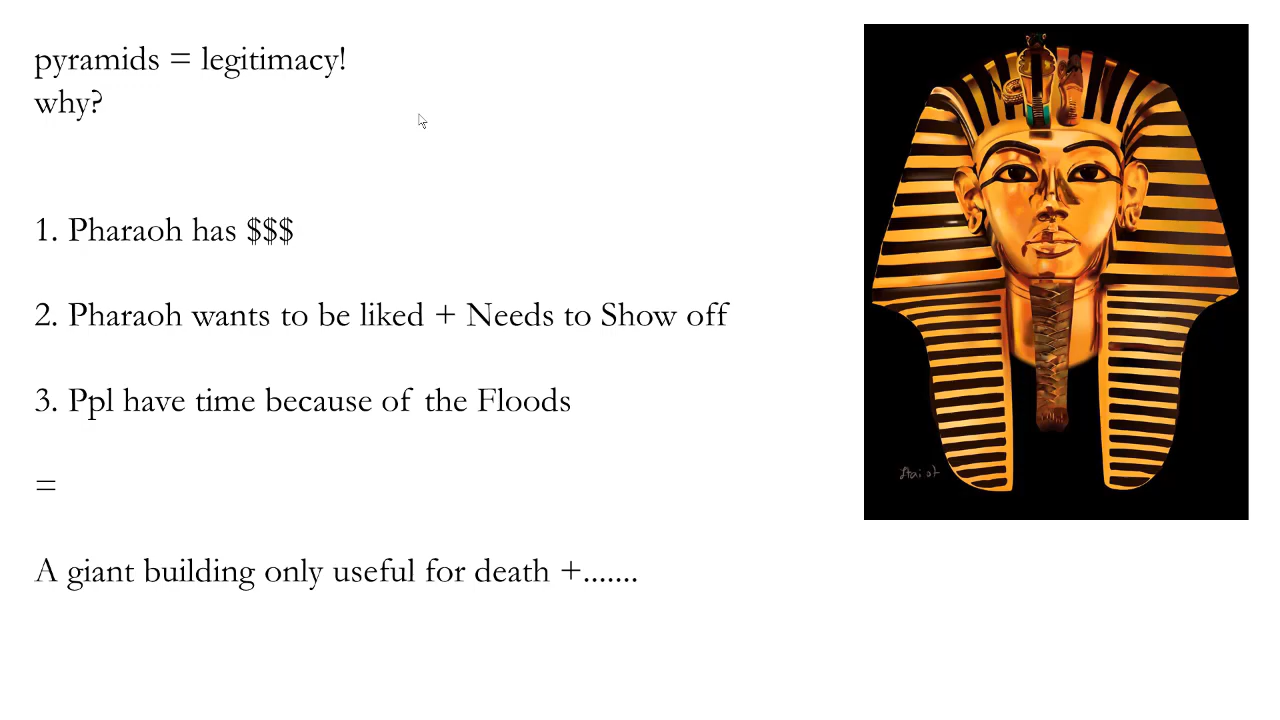 pyramids = legitimacy!
why?
1. Pharaoh has $$$
2. Pharaoh wants to be liked + Needs to Show off
3. Ppl have time because of the Floods
=
A giant building only useful for death +.......